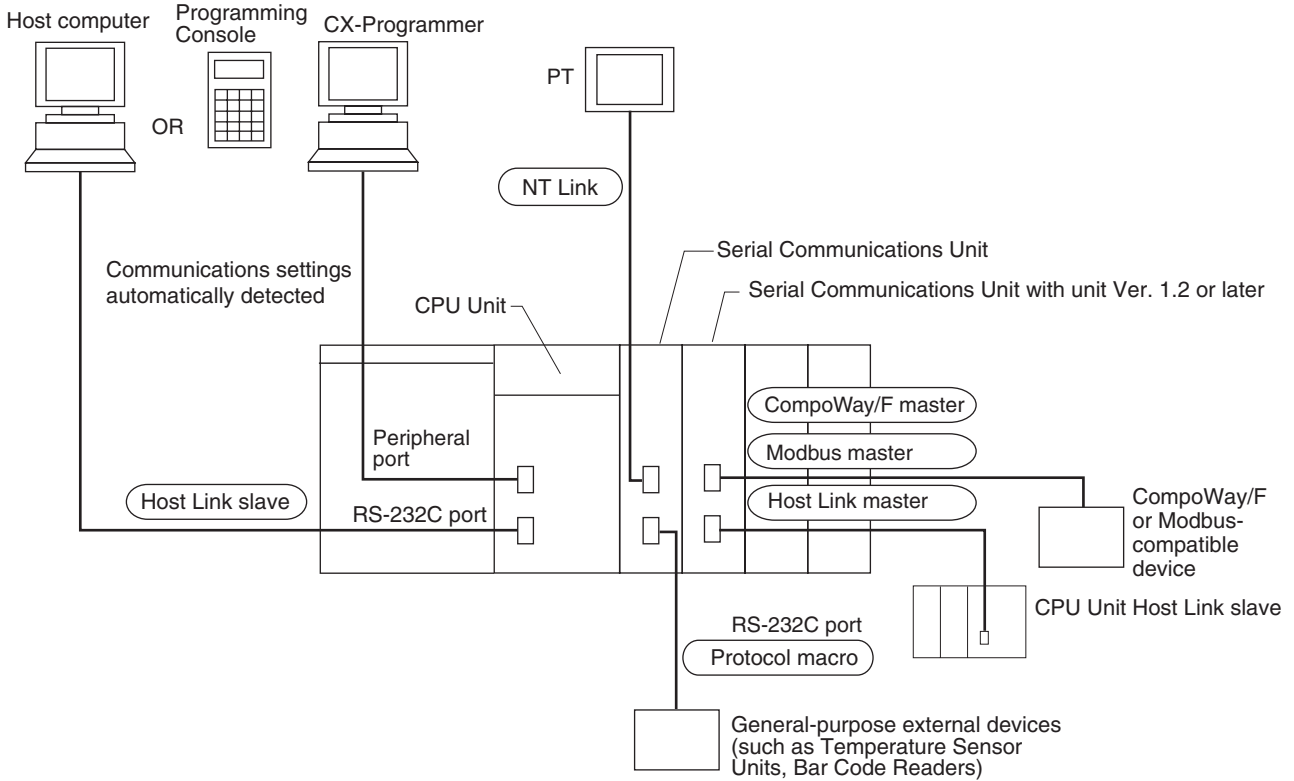 Host computer
Programming
Console
CX-Programmer
OR
PT
NT Link
Communications settings
automatically detected
Serial Communications Unit
Serial Communications Unit with unit Ver. 1.2 or later
CPU Unit
CompoWay/F master
Peripheral
port
Modbus master
Host Link slave
RS-232C port
Host Link master
CompoWay/F
or Modbus-
compatible
device
CPU Unit Host Link slave
RS-232C port
Protocol macro
General-purpose external devices
(such as Temperature Sensor
Units, Bar Code Readers)